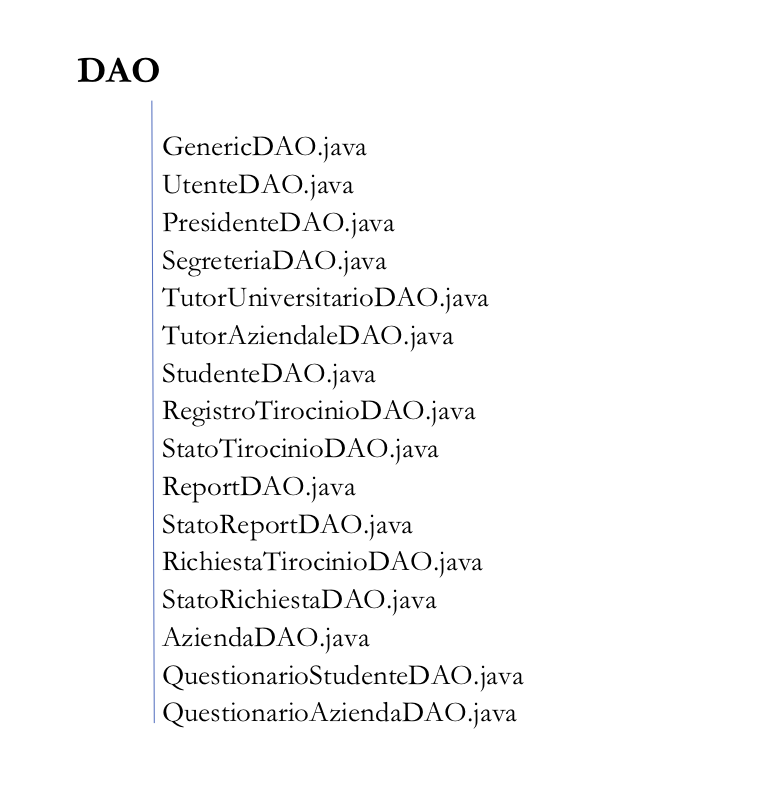 DAO
GenericDAO.java
UtenteDAO.java
PresidenteDAO.java
SegreteriaDAO.java
TutorUniversitarioDAO.java
TutorAziendaleDAO.java
StudenteDAO.java
RegistroTirocinioDAO.java
StatoTirocinioDAO.java
ReportDAO.java
StatoReportDAO.java
RichiestaTirocinioDAO.java
StatoRichiestaDAO.java
AziendaDAO.java
QuestionarioStudenteDAO.java
QuestionarioAziendaDAO.java